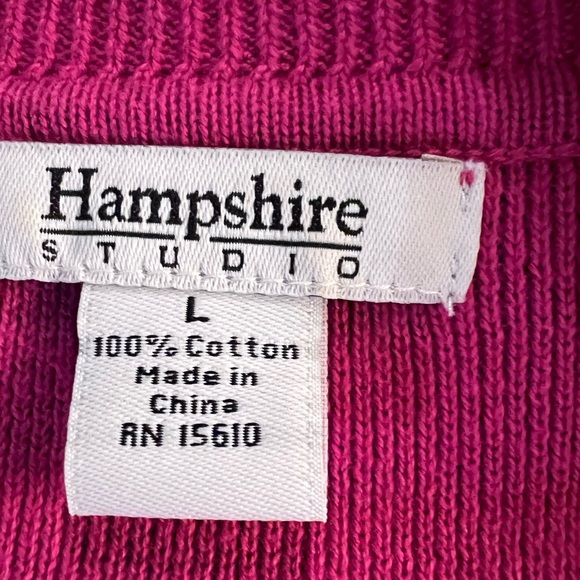 Hampshire
STUDIO
L
100% Cotton
Made in
China
RN 15610